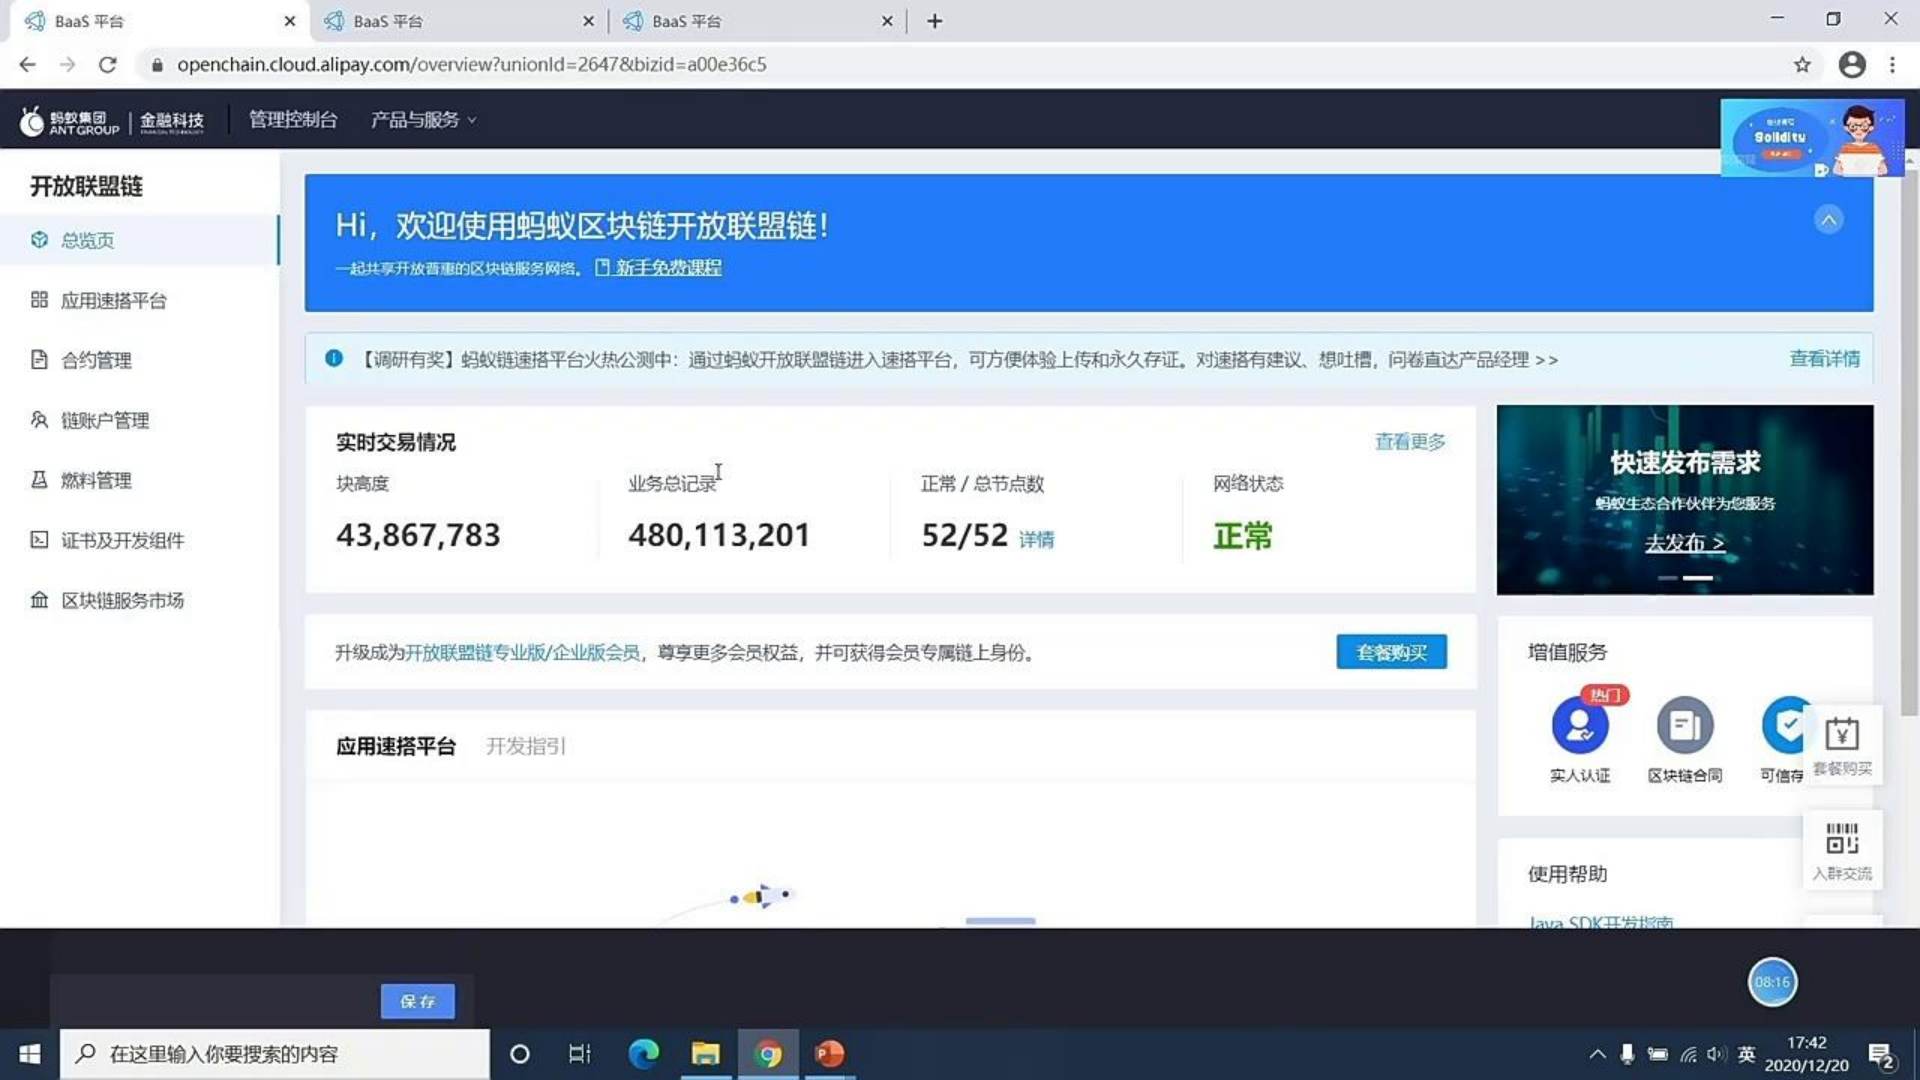 BaaS 平台
BaaS 平台
BaaS 平台
openchain.cloud.alipay.com/overview?unionId=2647&bizid=a00e36c5
蚂蚁集团
ANT GROUP
金融科技
管理控制台
产品与服务
Solidity
开放联盟链
总览页
应用速搭平台
合约管理
链账户管理
燃料管理
证书及开发组件
区块链服务市场
Hi，欢迎使用蚂蚁区块链开放联盟链！
一起共享开放普惠的区块链服务网络。 新手免费课程
【调研有奖】蚂蚁链速搭平台火热公测中：通过蚂蚁开放联盟链进入速搭平台，可方便体验上传和永久存证。对速搭有建议、想吐槽，问卷直达产品经理 >>
查看详情
实时交易情况
查看更多
块高度
业务总记录
正常 / 总节点数
网络状态
43,867,783
480,113,201
52/52 详情
正常
快速发布需求
蚂蚁生态合作伙伴为您服务
去发布 >
升级成为开放联盟链专业版/企业版会员，尊享更多会员权益，并可获得会员专属链上身份。
套餐购买
增值服务
热门
实人认证
区块链合同
可信存
套餐购买
应用速搭平台
开发指引
使用帮助
入群交流
Java SDK开发指南
08:16
保存
在这里输入你要搜索的内容
英
17:42
2020/12/20
2